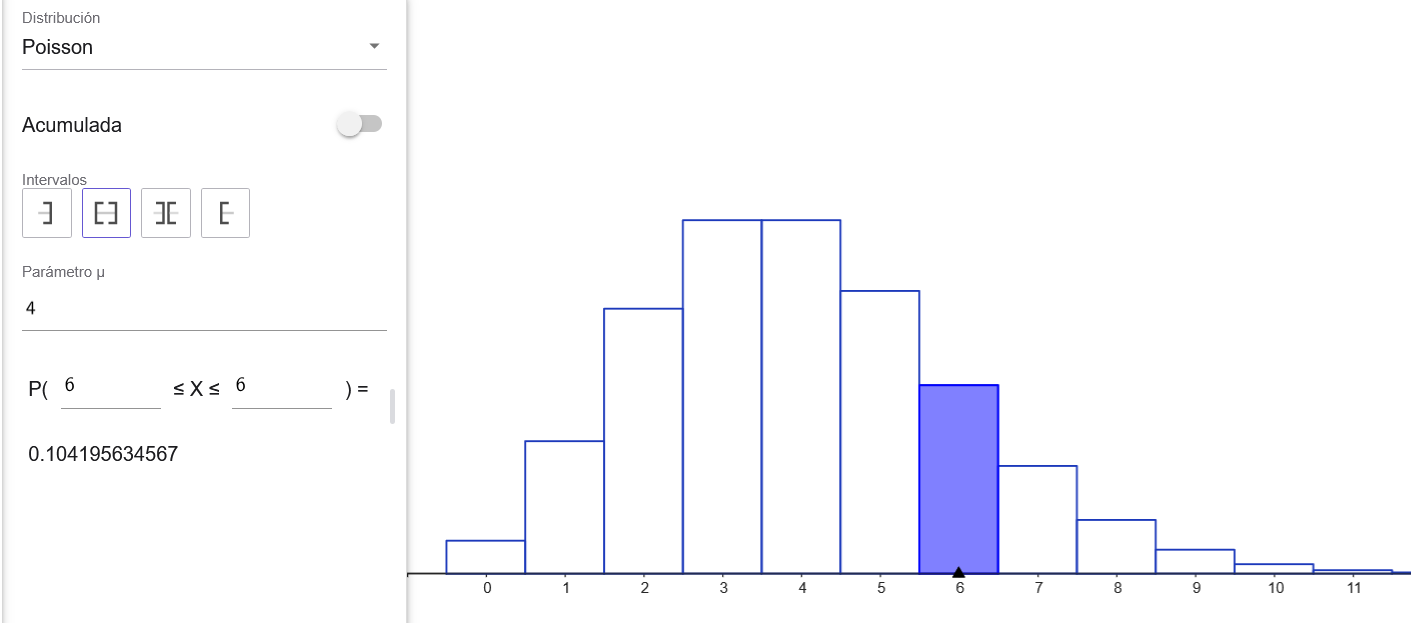 Distribución
Poisson
Acumulada
Intervalos
Parámetro μ
4
P( 6 ≤ X ≤ 6 ) =
0.104195634567
0 1 2 3 4 5 6 7 8 9 10 11